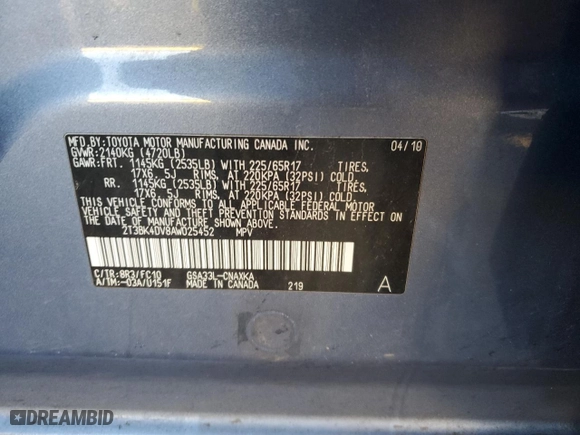 MFD.BY:TOYOTA MOTOR MANUFACTURING CANADA INC. 04/10
GVWR:2140KG (4720LB)
GAWR:FRT. 1145KG (2535LB) WITH 225/65R17 TIRES,
17X6. 5J RIMS, AT 220KPA (32PSI) COLD
RR. 1145KG (2535LB) WITH 225/65R17 TIRES,
17X6. 5J RIMS, AT 220KPA (32PSI) COLD
THIS VEHICLE CONFORMS TO ALL APPLICABLE FEDERAL MOTOR
VEHICLE SAFETY AND THEFT PREVENTION STANDARDS IN EFFECT ON
THE DATE OF MANUFACTURE SHOWN ABOVE.
2T3BK4DV8AW025452 MPV
C/TR:8R3/FC10 GSA33L-CNAXKA
A/TM:-03A/U151F MADE IN CANADA 219 A
DREAMBID